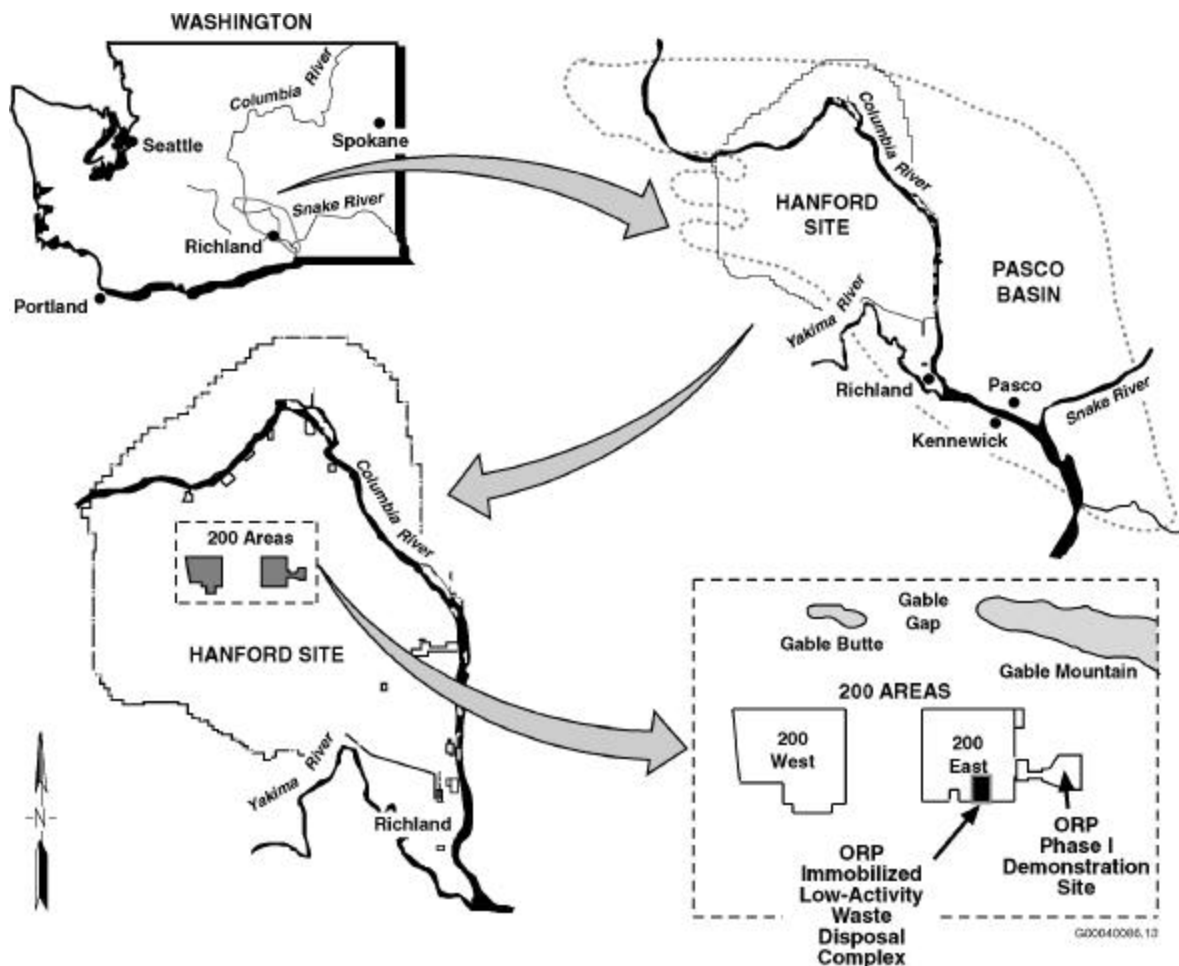 WASHINGTON
Columbia River
Seattle
Spokane
Snake River
Richland
Portland
Columbia River
HANFORD
SITE
PASCO
BASIN
Yakima River
Richland
Pasco
Snake River
Kennewick
Columbia River
200 Areas
HANFORD SITE
Yakima River
Richland
N
Gable
Gap
Gable Butte
Gable Mountain
200 AREAS
200
West
200
East
ORP
Phase I
Demonstration
Site
ORP
Immobilized
Low-Activity
Waste
Disposal
Complex